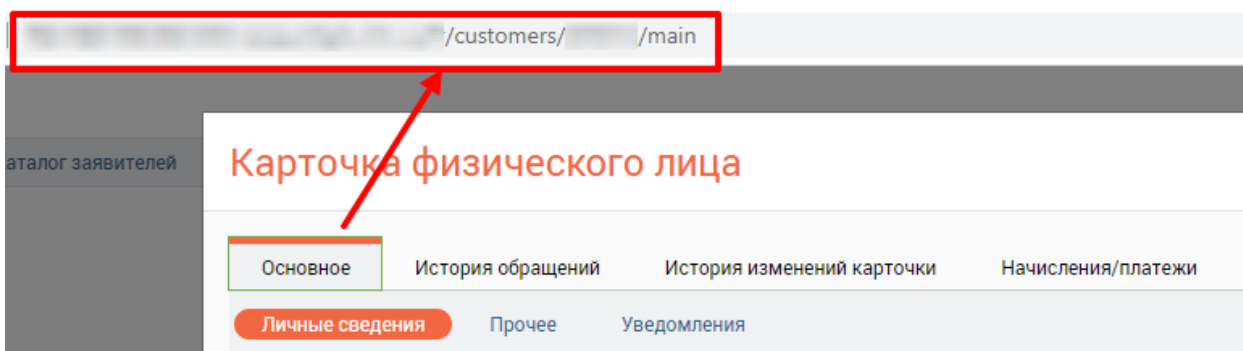 /customers/ /main
аталог заявителей
Карточка физического лица
Основное История обращений История изменений карточки Начисления/платежи
Личные сведения Прочее Уведомления